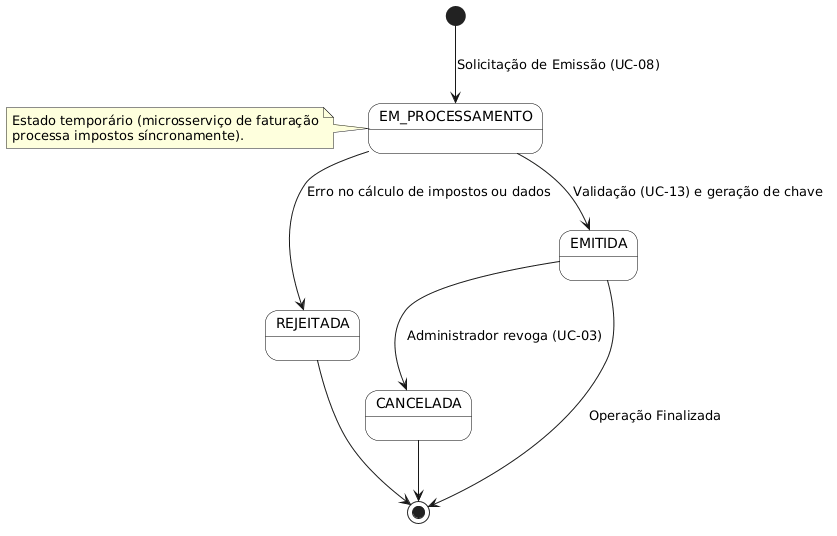 Solicitação de Emissão (UC-08)
EM_PROCESSAMENTO
Estado temporário (microsserviço de faturação
processa impostos síncronamente).
Erro no cálculo de impostos ou dados
Validação (UC-13) e geração de chave
EMITIDA
REJEITADA
Administrador revoga (UC-03)
CANCELADA
Operação Finalizada